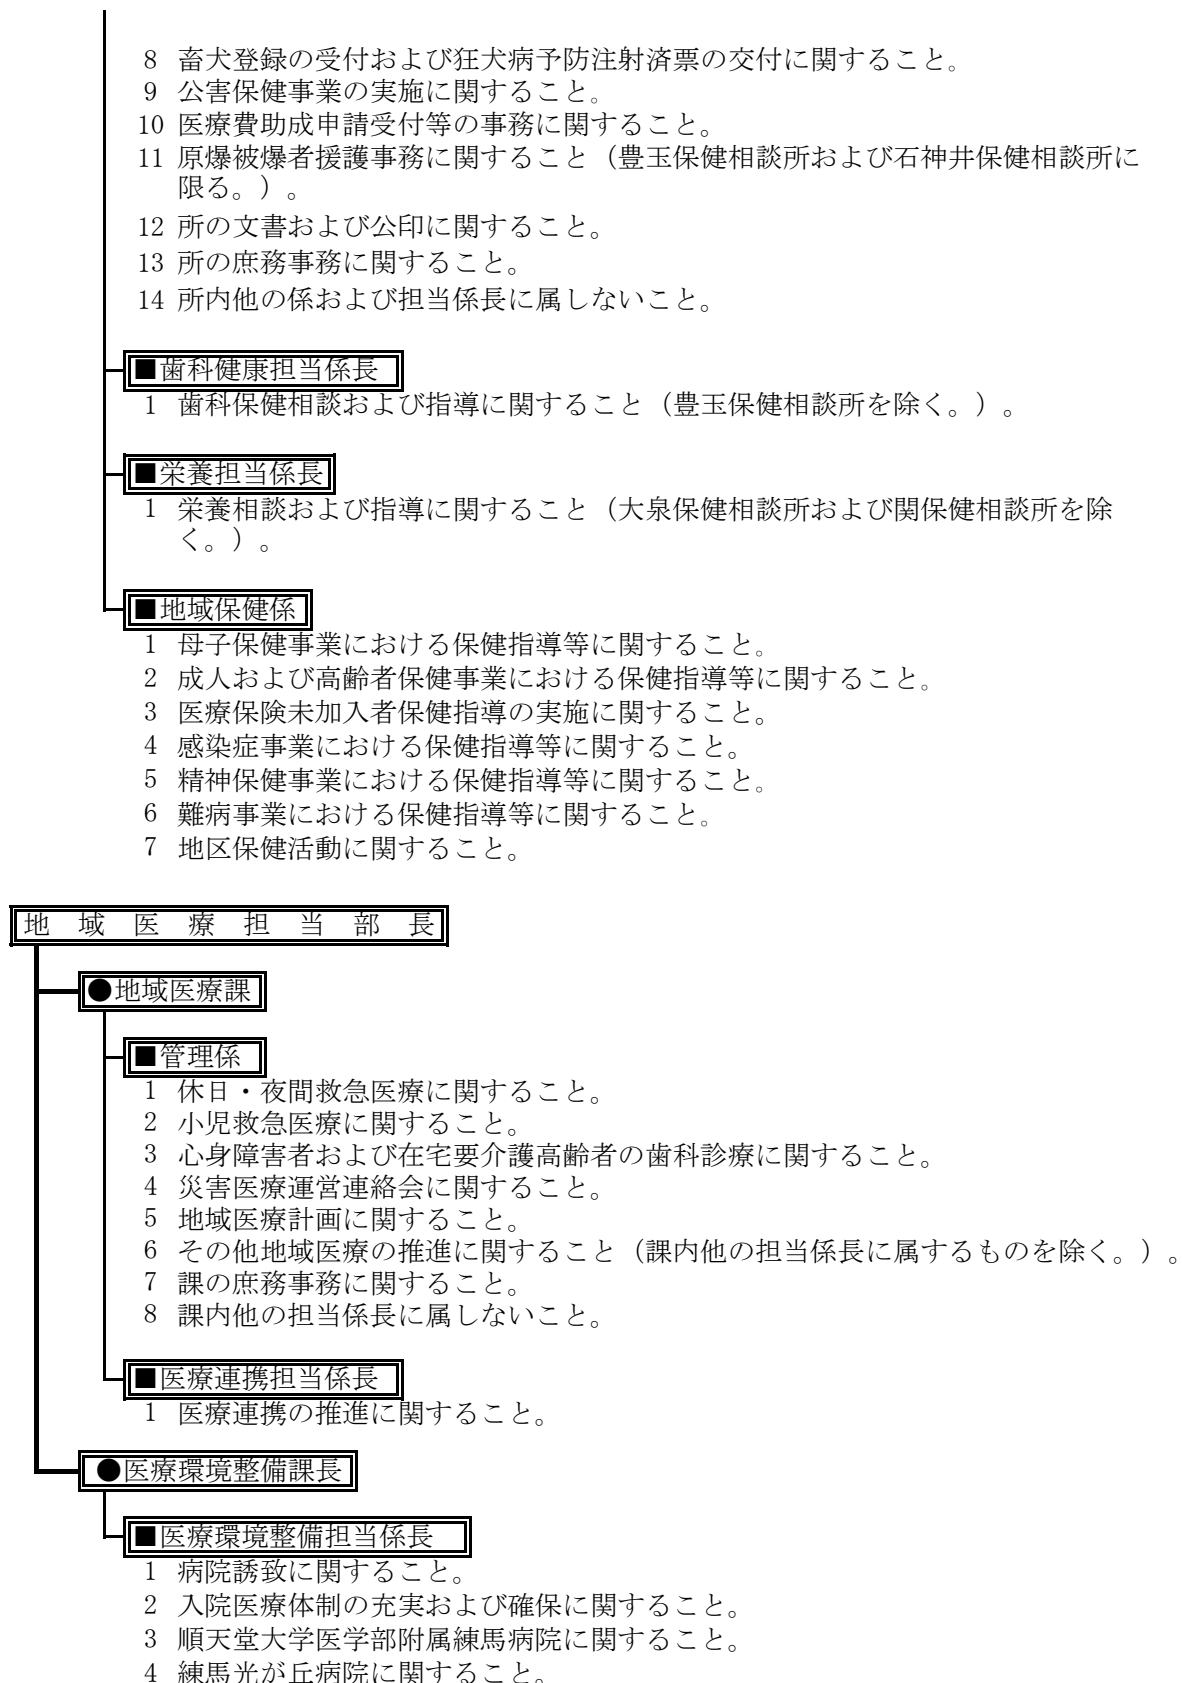 8 畜犬登録の受付および狂犬病予防注射済票の交付に関すること。
9 公害保健事業の実施に関すること。
10 医療費助成申請受付等の事務に関すること。
11 原爆被爆者援護事務に関すること（豊玉保健相談所および石神井保健相談所に
限る。）。
12 所の文書および公印に関すること。
13 所の庶務事務に関すること。
14 所内他の係および担当係長に属しないこと。
■歯科健康担当係長
1 歯科保健相談および指導に関すること（豊玉保健相談所を除く。）。
■栄養担当係長
1 栄養相談および指導に関すること（大泉保健相談所および関保健相談所を除
く。）。
■地域保健係
1 母子保健事業における保健指導等に関すること。
2 成人および高齢者保健事業における保健指導等に関すること。
3 医療保険未加入者保健指導の実施に関すること。
4 感染症事業における保健指導等に関すること。
5 精神保健事業における保健指導等に関すること。
6 難病事業における保健指導等に関すること。
7 地区保健活動に関すること。
地 域 医 療 担 当 部 長
●地域医療課
■管理係
1 休日・夜間救急医療に関すること。
2 小児救急医療に関すること。
3 心身障害者および在宅要介護高齢者の歯科診療に関すること。
4 災害医療運営連絡会に関すること。
5 地域医療計画に関すること。
6 その他地域医療の推進に関すること（課内他の担当係長に属するものを除く。）。
7 課の庶務事務に関すること。
8 課内他の担当係長に属しないこと。
■医療連携担当係長
1 医療連携の推進に関すること。
●医療環境整備課長
■医療環境整備担当係長
1 病院誘致に関すること。
2 入院医療体制の充実および確保に関すること。
3 順天堂大学医学部附属練馬病院に関すること。
4 練馬光が丘病院に関すること。